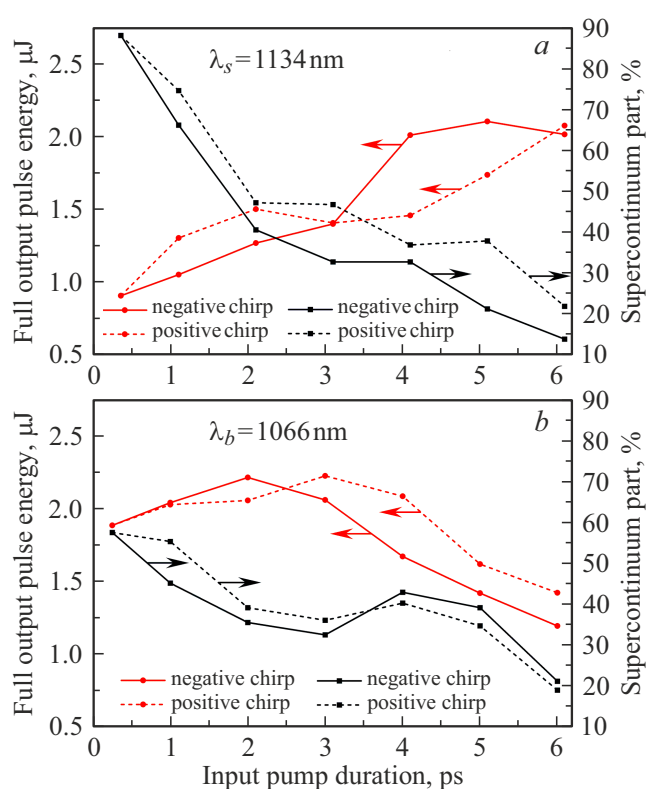 a
λs=1134 nm
Full output pulse energy, μJ
2.5
2.0
1.5
1.0
0.5
90
80
70
60
50
40
30
20
10
Supercontinuum part, %
negative chirp negative chirp
positive chirp positive chirp
0 1 2 3 4 5 6
b
λb=1066 nm
Full output pulse energy, μJ
2.5
2.0
1.5
1.0
0.5
90
80
70
60
50
40
30
20
10
Supercontinuum part, %
negative chirp negative chirp
positive chirp positive chirp
0 1 2 3 4 5 6
Input pump duration, ps